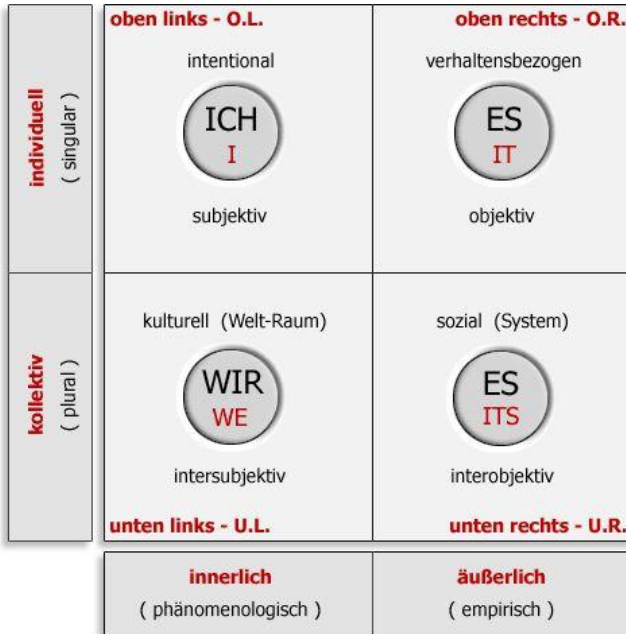 oben links - O.L.
oben rechts - O.R.
intentional
verhaltensbezogen
individuell
( singular )
ICH
I
ES
IT
subjektiv
objektiv
kulturell (Welt-Raum)
sozial (System)
kollektiv
( plural )
WIR
WE
ES
ITS
intersubjektiv
interobjektiv
unten links - U.L.
unten rechts - U.R.
innerlich
äußerlich
( phänomenologisch )
( empirisch )